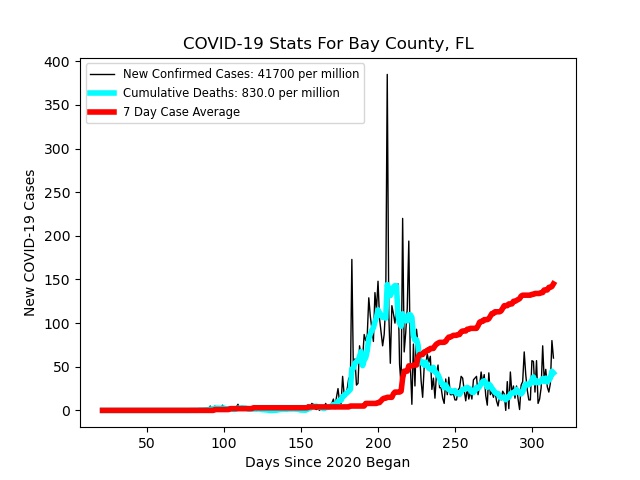 COVID-19 Stats For Bay County, FL
New Confirmed Cases: 41700 per million
Cumulative Deaths: 830.0 per million
7 Day Case Average
New COVID-19 Cases
400
350
300
250
200
150
100
50
0
50 100 150 200 250 300
Days Since 2020 Began